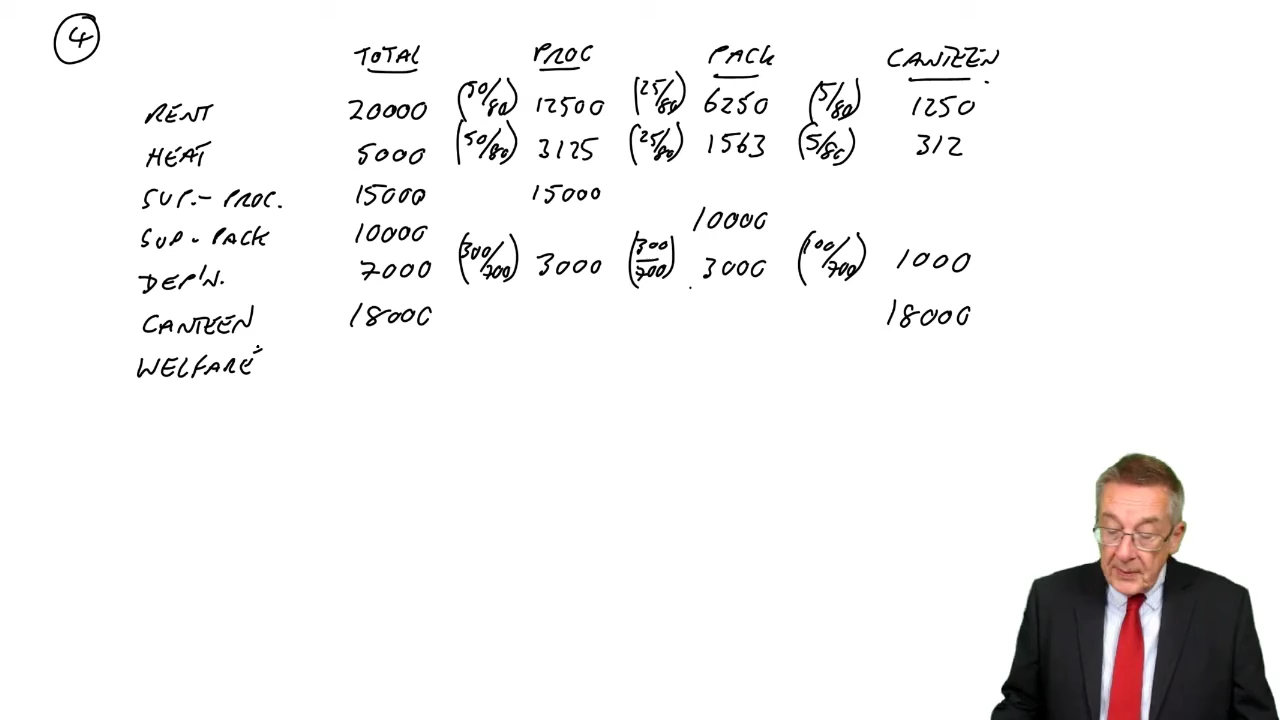 4
TOTAL PROC PACK CANTEEN
RENT 20000 (50/80) 12500 (25/80) 6250 (5/80) 1250
HEAT 5000 (50/80) 3125 (25/80) 1563 (5/80) 312
SUP.- PROC. 15000 15000
SUP - PACK 10000 10000
DEP'N. 7000 (300/700) 3000 (300/700) 3000 (100/700) 1000
CANTEEN 18000 18000
WELFARE